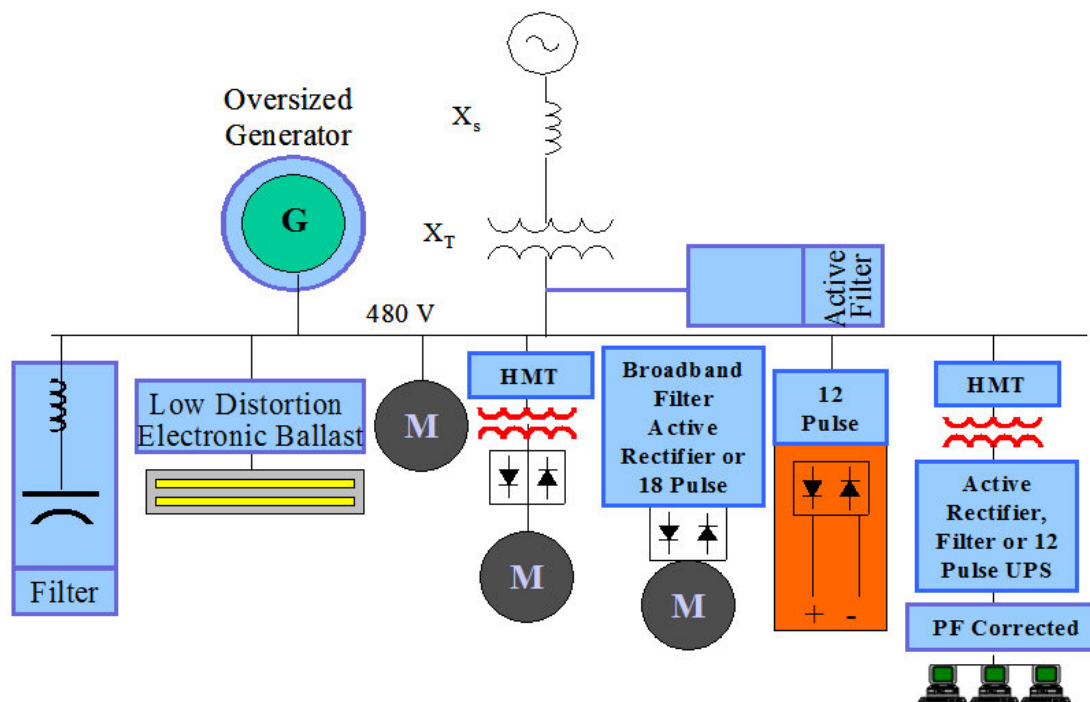 Oversized
Generator
G
Xs
XT
480 V
Active
Filter
Filter
Low Distortion
Electronic Ballast
M
HMT
M
Broadband
Filter
Active
Rectifier or
18 Pulse
M
12
Pulse
+ -
HMT
Active
Rectifier,
Filter or 12
Pulse UPS
PF Corrected